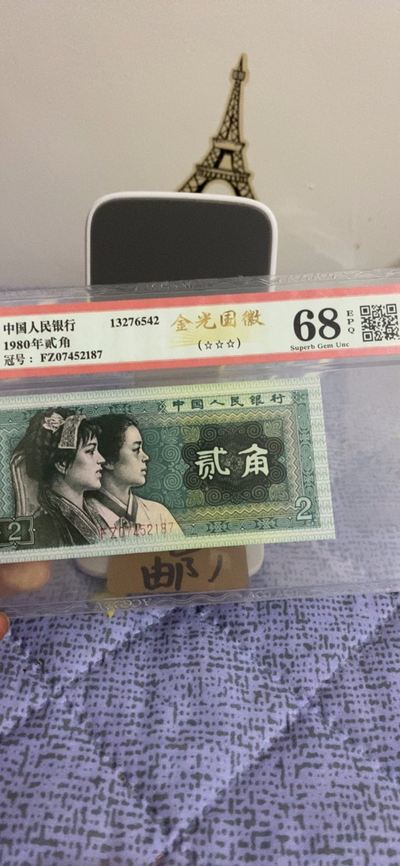 中国人民银行
1980年贰角
冠号： FZ07452187
13276542
金光国徽
(☆☆☆)
68
EPQ
Superb Gem Unc
中国人民银行
贰角
FZ07452187
2
2
邮